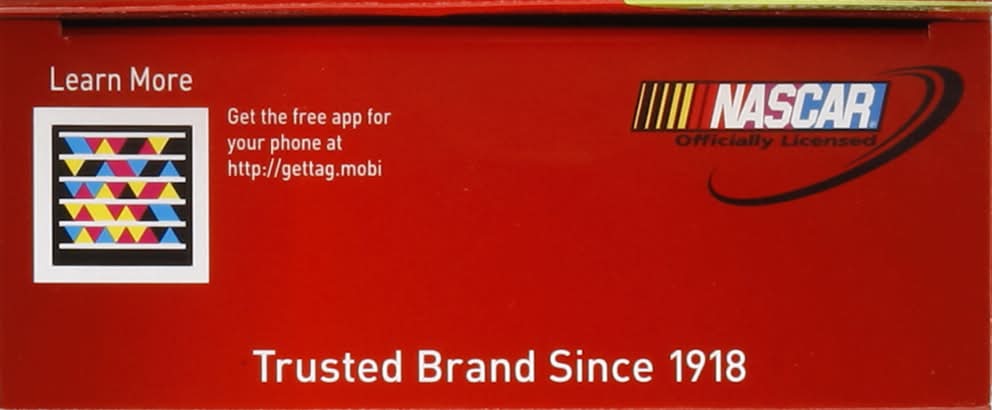 Learn More
Get the free app for
your phone at
http://gettag.mobi
NASCAR
Officially Licensed
Trusted Brand Since 1918